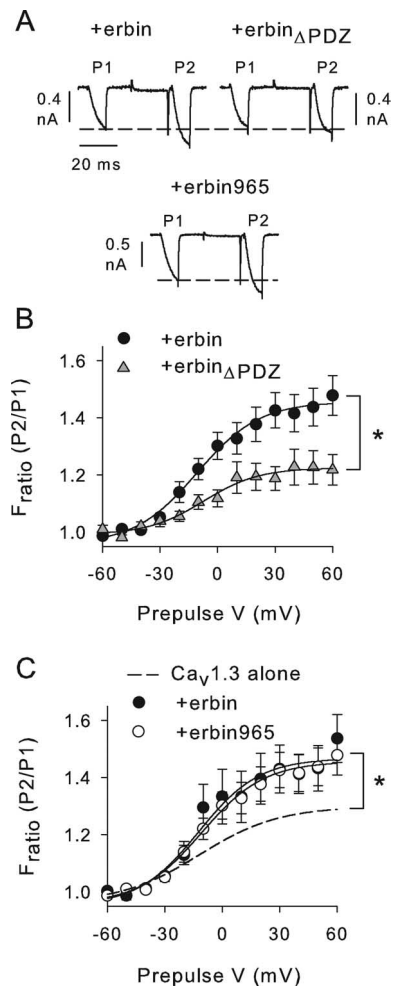 A
+erbin
+erbinΔPDZ
P1 P2 P1 P2
0.4
nA
0.4
nA
20 ms
+erbin965
P1 P2
0.5
nA
B
+erbin
+erbinΔPDZ
1.6
1.4
1.2
1.0
Fratio (P2/P1)
*
-60 -30 0 30 60
Prepulse V (mV)
C
Cav1.3 alone
+erbin
+erbin965
1.6
1.4
1.2
1.0
Fratio (P2/P1)
*
-60 -30 0 30 60
Prepulse V (mV)